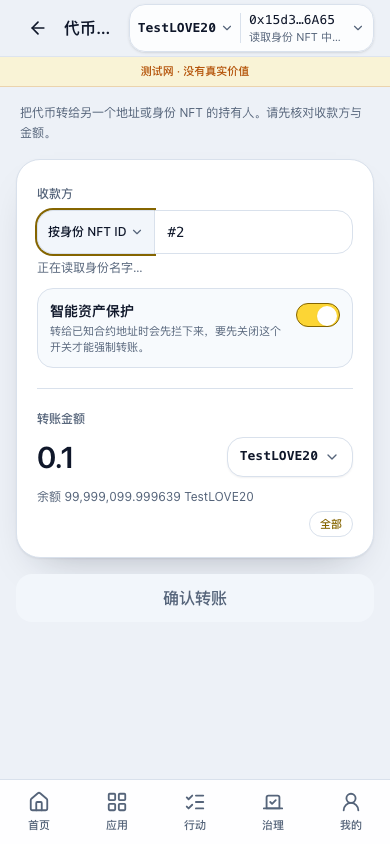 代币...
TestLOVE20
0x15d3...6A65
读取身份 NFT 中...
测试网 · 没有真实价值
把代币转给另一个地址或身份 NFT 的持有人。请先核对收款方与
金额。
收款方
按身份 NFT ID
#2
正在读取身份名字...
智能资产保护
转给已知合约地址时会先拦下来，要先关闭这个
开关才能强制转账。
转账金额
0.1
TestLOVE20
余额 99,999,099.999639 TestLOVE20
全部
确认转账
首页
应用
行动
治理
我的